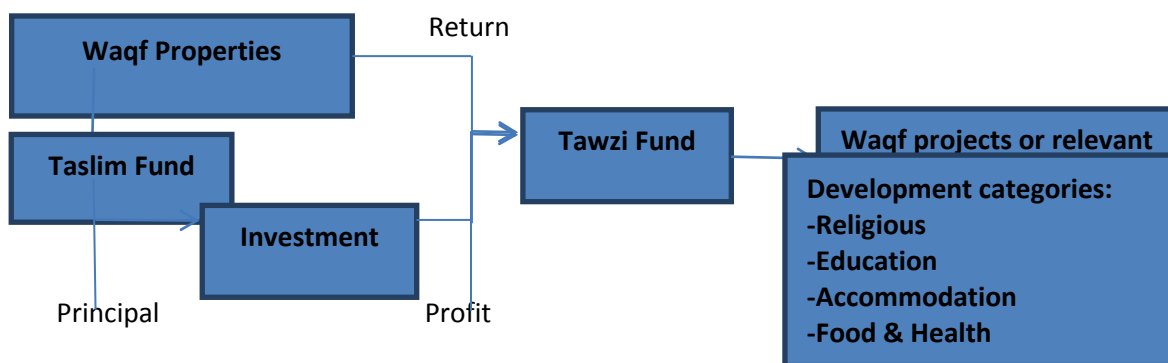 Return
Waqf Properties
Taslim Fund
Investment
Principal
Profit
Tawzi Fund
Waqf projects or relevant
Development categories:
-Religious
-Education
-Accommodation
-Food & Health